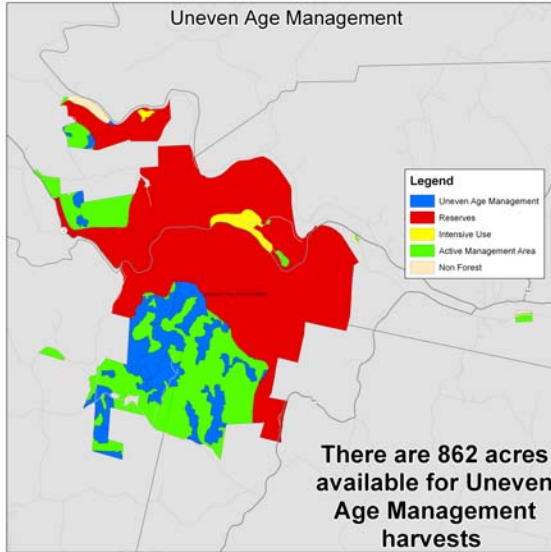 Uneven Age Management
Legend
Uneven Age Management
Reserves
Intensive Use
Active Management Area
Non Forest
There are 862 acres
available for Uneven
Age Management
harvests